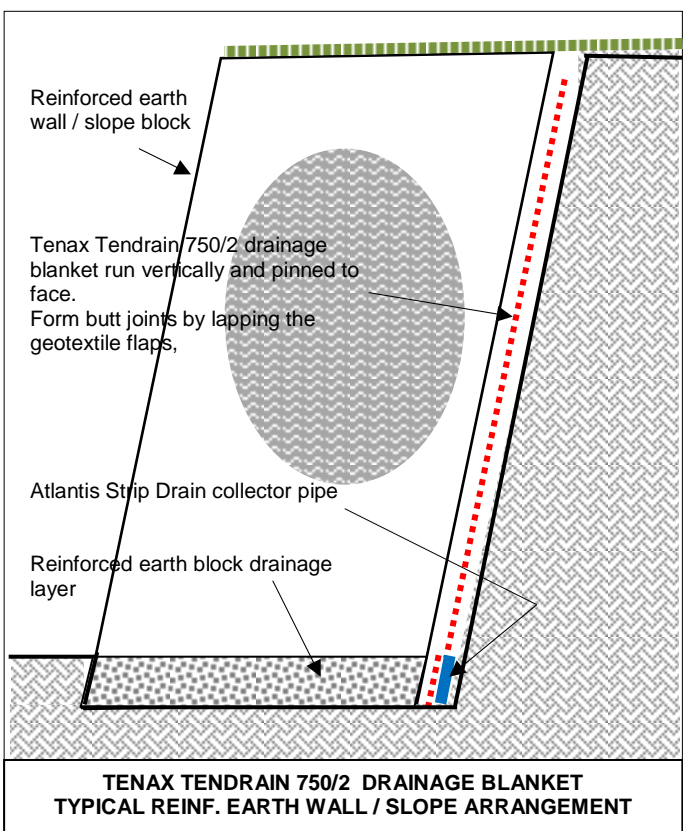 Reinforced earth
wall / slope block
Tenax Tendrain 750/2 drainage
blanket run vertically and pinned to
face.
Form butt joints by lapping the
geotextile flaps,
Atlantis Strip Drain collector pipe
Reinforced earth block drainage
layer
TENAX TENDRAIN 750/2 DRAINAGE BLANKET
TYPICAL REINF. EARTH WALL / SLOPE ARRANGEMENT